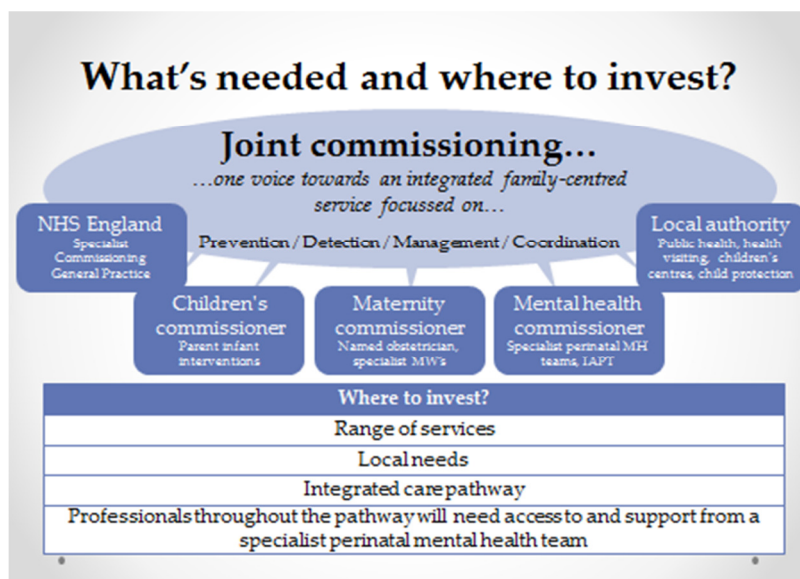 What's needed and where to invest?
Joint commissioning...
...one voice towards an integrated family-centred
service focussed on...
Prevention / Detection / Management / Coordination
NHS England
Specialist
Commissioning
General Practice
Local authority
Public health, health
visiting, children's
centres, child protection
Children's
commissioner
Parent infant
interventions
Maternity
commissioner
Named obstetrician,
specialist MW's
Mental health
commissioner
Specialist perinatal MH
teams, IAPT
Where to invest?
Range of services
Local needs
Integrated care pathway
Professionals throughout the pathway will need access to and support from a
specialist perinatal mental health team